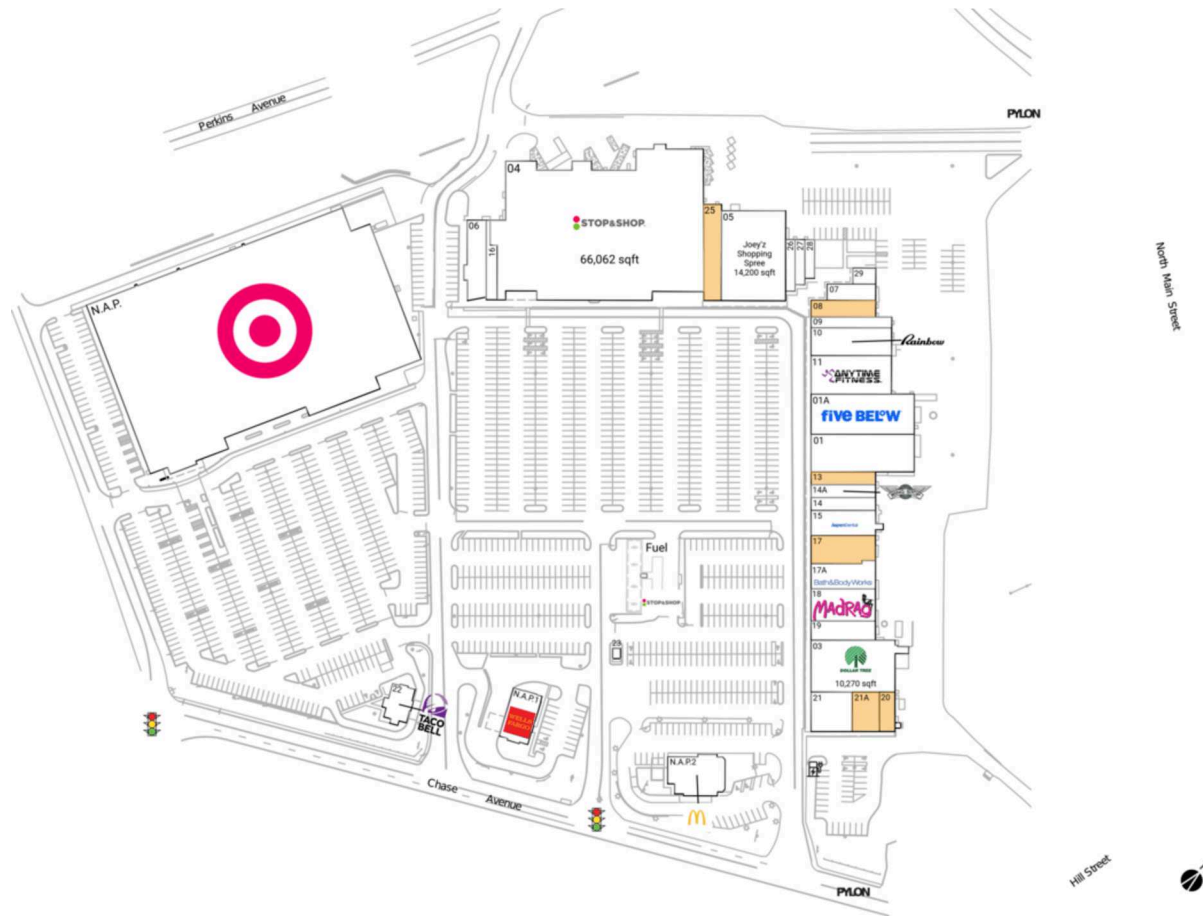 Perkins Avenue
PYLON
04
STOP&SHOP
66,062 sqft
06
16
25
05
Joey'z
Shopping
Spree
14,200 sqft
26
27
28
29
07
08
09
10
Rainbow
11
ANYTIME
FITNESS
01A
five BELOW
01
13
14A
14
15
17
17A
Bath&BodyWorks
18
MADRAG
19
03
DOLLAR TREE
10,270 sqft
21
21A
20
N.A.P.
North Main Street
Fuel
STOP&SHOP
23
22
TACO
BELL
N.A.P.1
WELLS
FARGO
N.A.P.2
Chase Avenue
PYLON
Hill Street